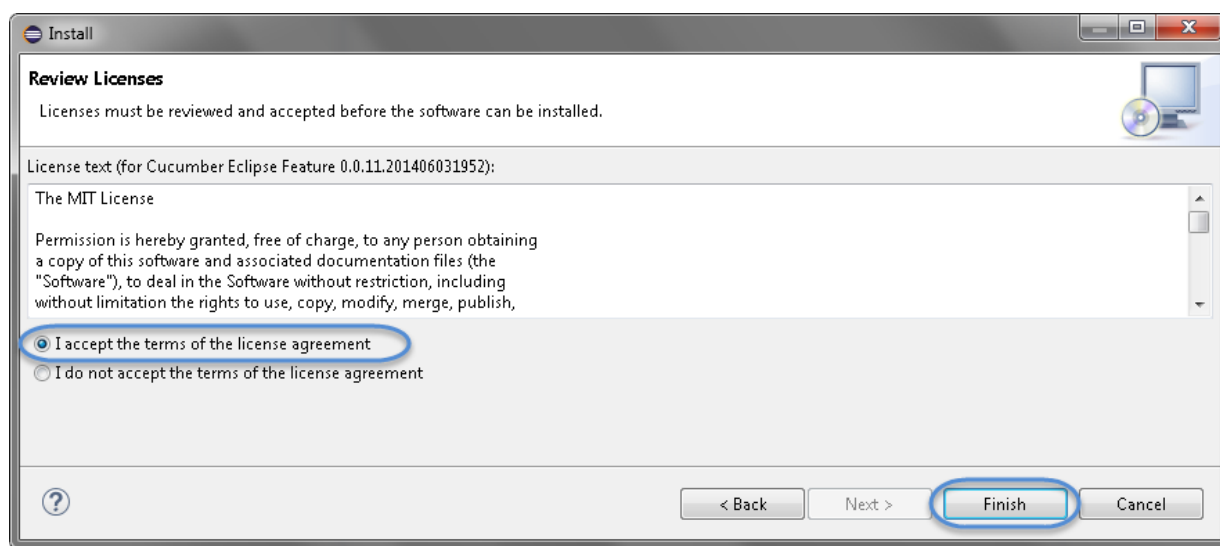 Install
Review Licenses
Licenses must be reviewed and accepted before the software can be installed.
License text (for Cucumber Eclipse Feature 0.0.11.201406031952):
The MIT License
Permission is hereby granted, free of charge, to any person obtaining
a copy of this software and associated documentation files (the
"Software"), to deal in the Software without restriction, including
without limitation the rights to use, copy, modify, merge, publish,
I accept the terms of the license agreement
I do not accept the terms of the license agreement
? < Back Next > Finish Cancel